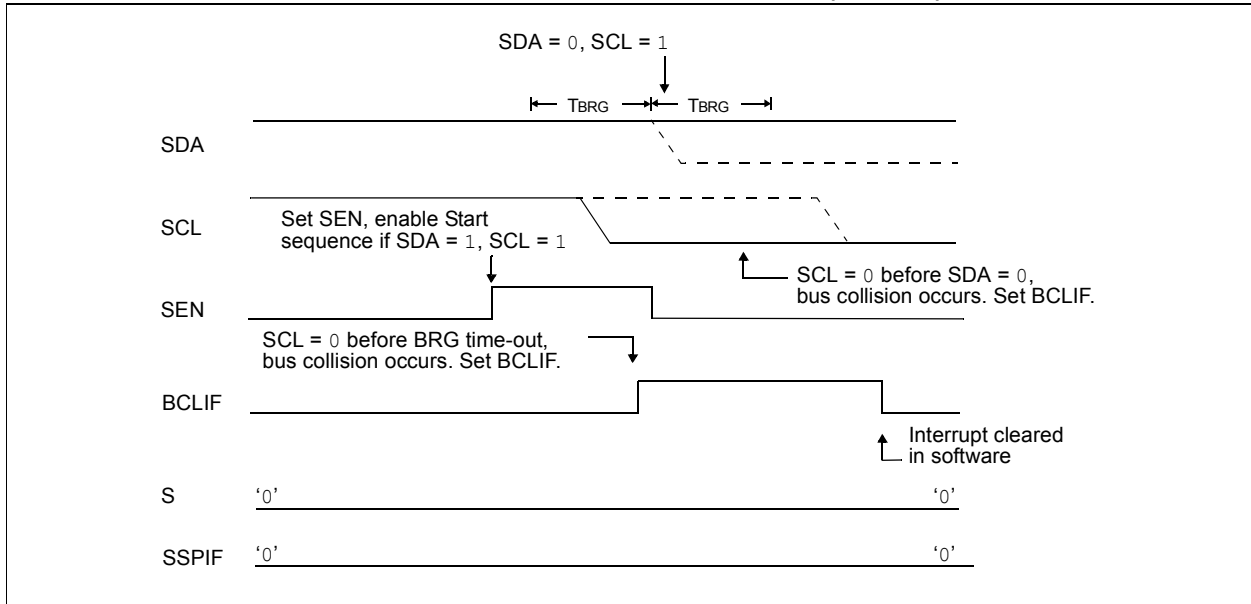 SDA = 0, SCL = 1
TBRG TBRG
SDA
SCL
Set SEN, enable Start
sequence if SDA = 1, SCL = 1
SCL = 0 before SDA = 0,
bus collision occurs. Set BCLIF.
SEN
SCL = 0 before BRG time-out,
bus collision occurs. Set BCLIF.
BCLIF
Interrupt cleared
in software
S ‘0’ ‘0’
SSPIF ‘0’ ‘0’